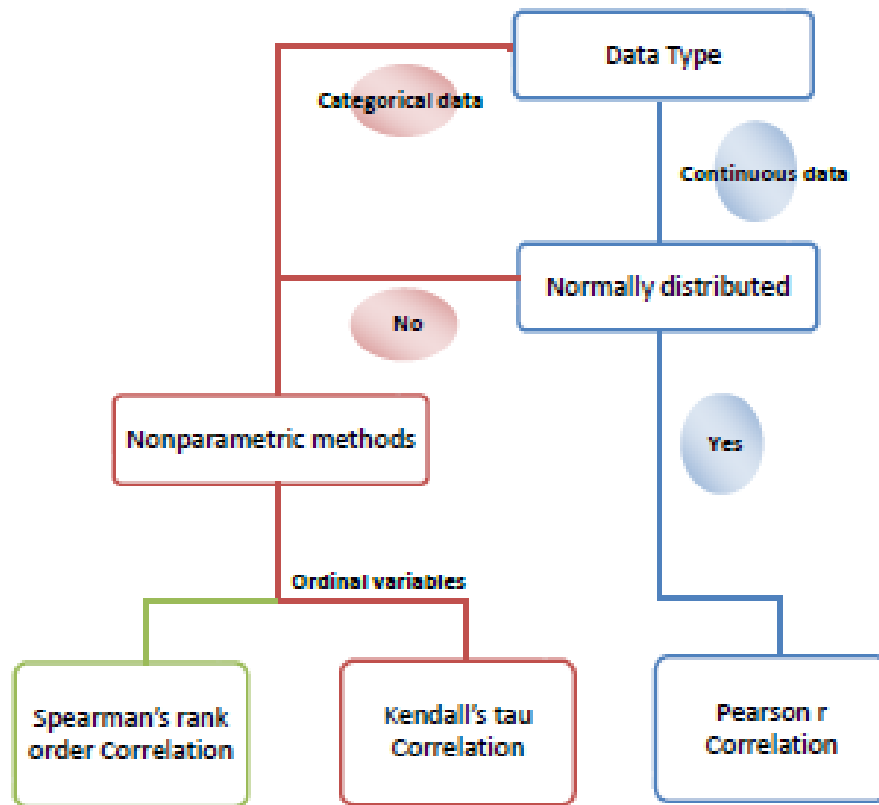 Data Type
Categorical data
Continuous data
Normally distributed
No
Nonparametric methods
Yes
Ordinal variables
Spearman's rank
order Correlation
Kendall's tau
Correlation
Pearson r
Correlation